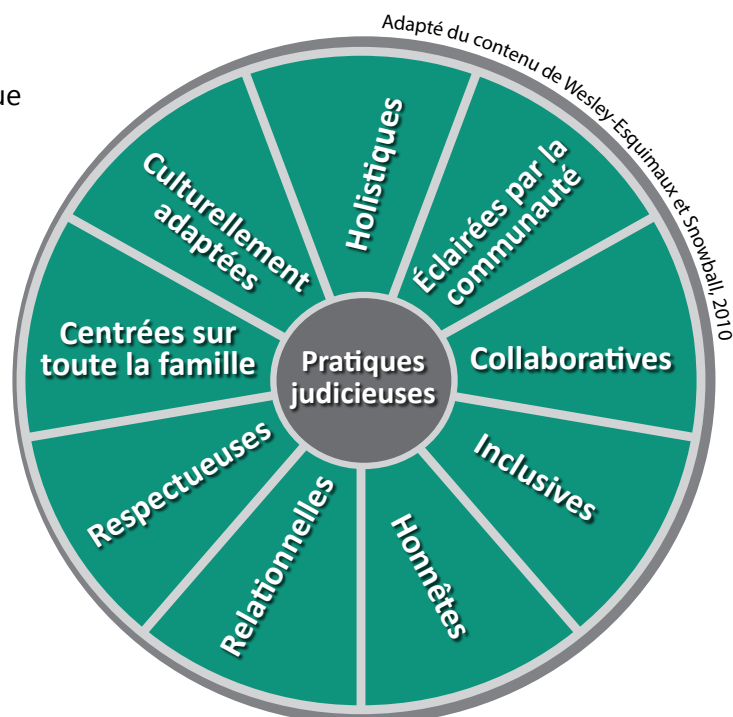 ue
Adapté du contenu de Wesley-Esquimaux et Snowball, 2010
Holistiques
Éclairées par la
communauté
Collaboratives
Inclusives
Honnêtes
Relationnelles
Respectueuses
Centrées sur
toute la famille
Culturellement
adaptées
Pratiques
judicieuses